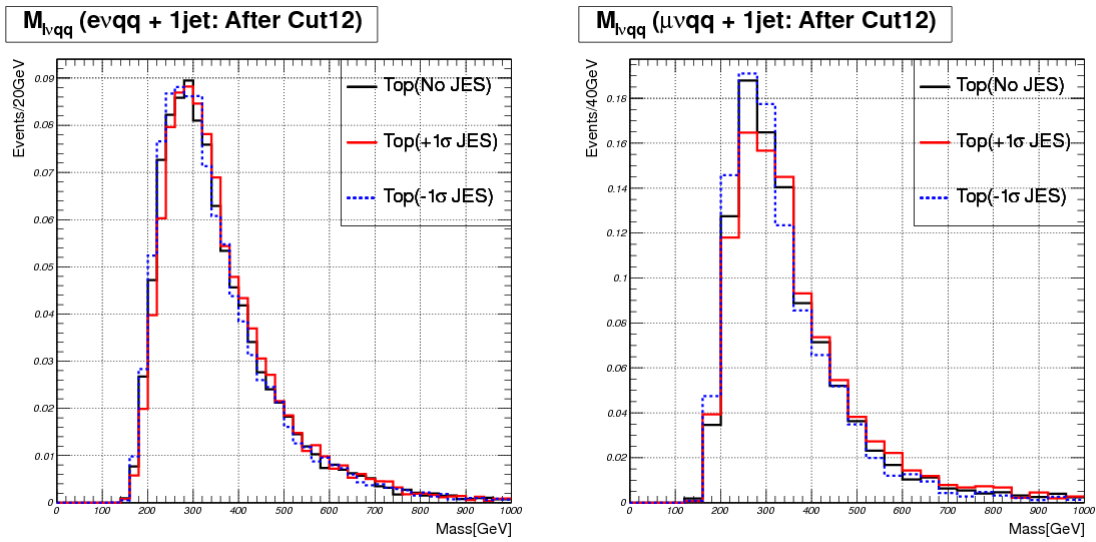 M_lνqq (eνqq + 1jet: After Cut12)
Events/20GeV
0.09
0.08
0.07
0.06
0.05
0.04
0.03
0.02
0.01
0
0 100 200 300 400 500 600 700 800 900 1000
Mass[GeV]
Top(No JES)
Top(+1σ JES)
Top(-1σ JES)
M_lνqq (μνqq + 1jet: After Cut12)
Events/40GeV
0.18
0.16
0.14
0.12
0.1
0.08
0.06
0.04
0.02
0
0 100 200 300 400 500 600 700 800 900 1000
Mass[GeV]
Top(No JES)
Top(+1σ JES)
Top(-1σ JES)